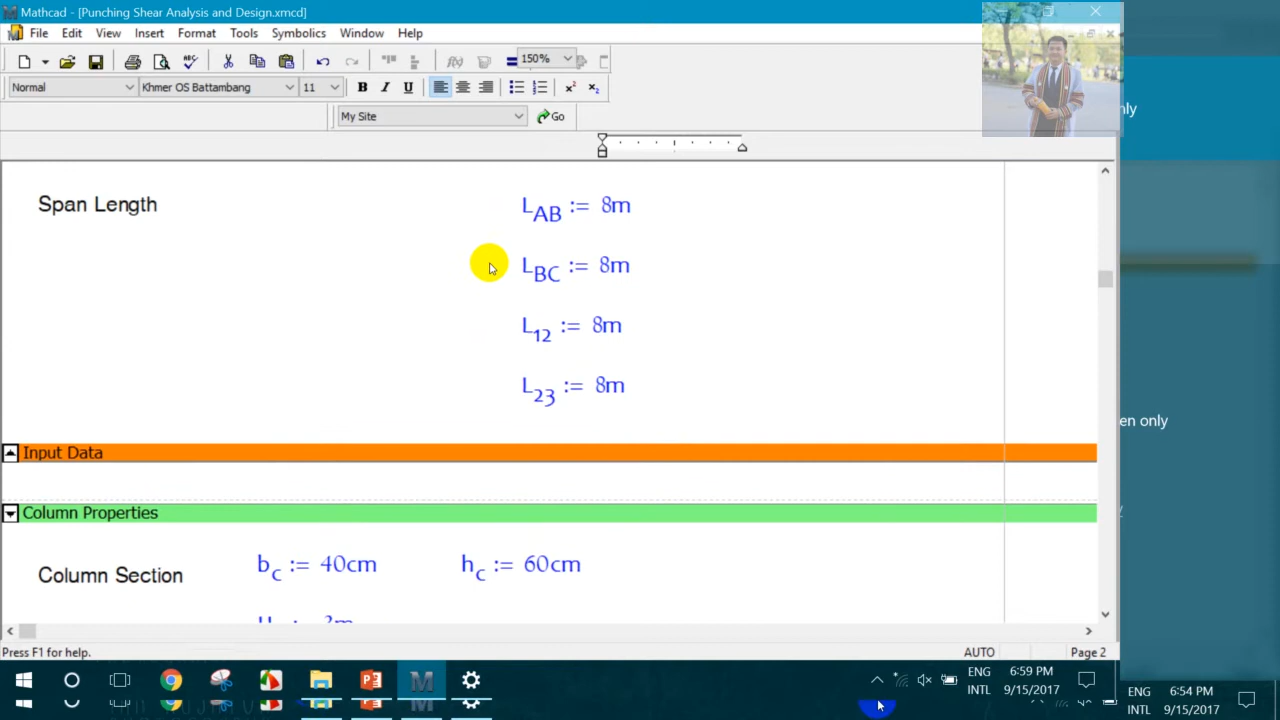 Mathcad - [Punching Shear Analysis and Design.xmcd]
File Edit View Insert Format Tools Symbolics Window Help
150%
Normal Khmer OS Battambang 11 B I U
My Site Go
only
Span Length L_AB := 8m
L_BC := 8m
L_12 := 8m
L_23 := 8m
en only
Input Data
Column Properties
Column Section b_c := 40cm h_c := 60cm
Press F1 for help. AUTO Page 2
ENG 6:59 PM
INTL 9/15/2017
ENG 6:54 PM
INTL 9/15/2017